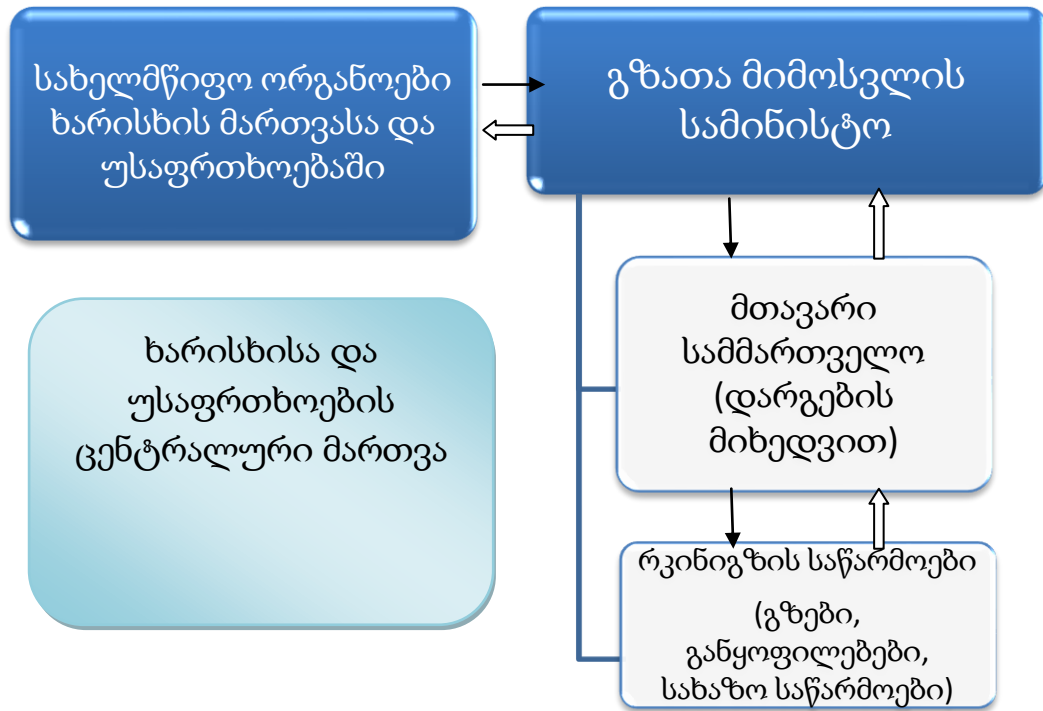 სახელმწიფო ორგანოები
ხარისხის მართვასა და
უსაფრთხოებაში
გზათა მიმოსვლის
სამინისტო
ხარისხისა და
უსაფრთხოების
ცენტრალური მართვა
მთავარი
სამმართველო
(დარგების
მიხედვით)
რკინიგზის საწარმოები
(გზები,
განყოფილებები,
სახაზო საწარმოები)